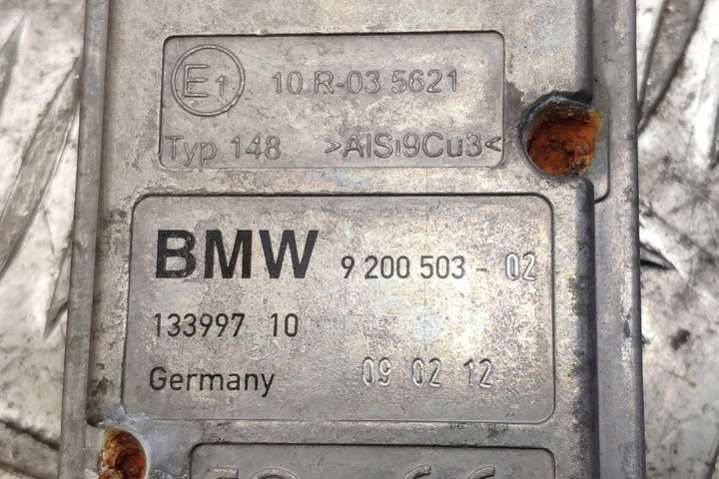 E1 10 R-03 5621
Typ 148 >AlSi9Cu3<
BMW 9 200 503 - 02
133997 10
Germany 09 02 12